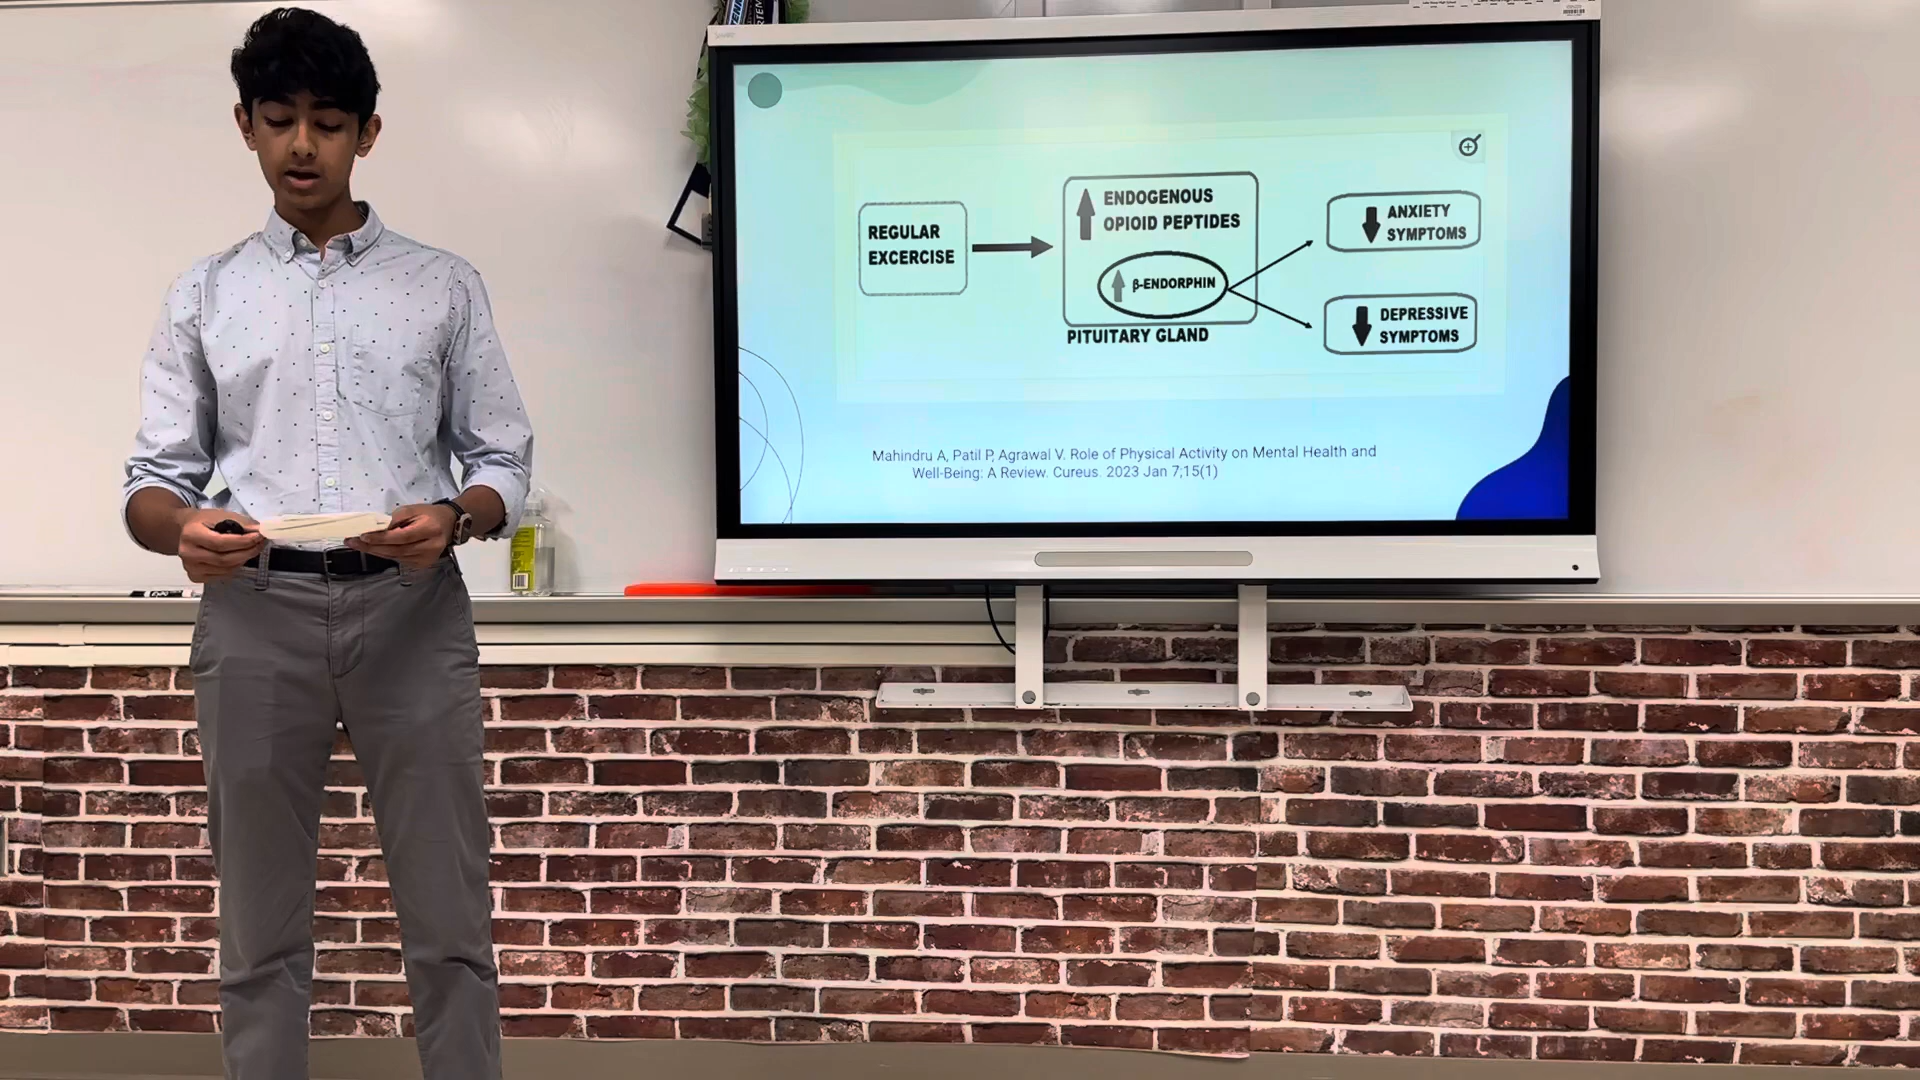 REGULAR
EXCERCISE
ENDOGENOUS
OPIOID PEPTIDES
β-ENDORPHIN
PITUITARY GLAND
ANXIETY
SYMPTOMS
DEPRESSIVE
SYMPTOMS
Mahindru A, Patil P, Agrawal V. Role of Physical Activity on Mental Health and
Well-Being: A Review. Cureus. 2023 Jan 7;15(1)